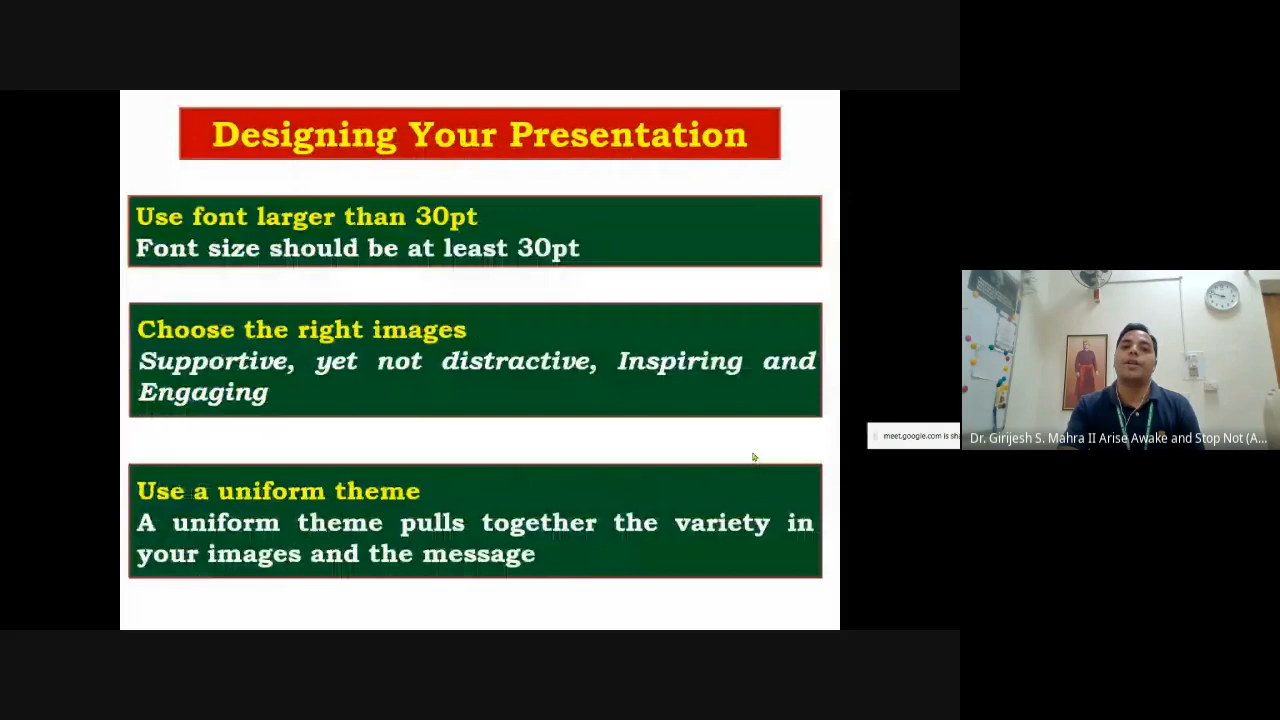 Designing Your Presentation
Use font larger than 30pt
Font size should be at least 30pt
Choose the right images
Supportive, yet not distractive, Inspiring and
Engaging
Use a uniform theme
A uniform theme pulls together the variety in
your images and the message
meet.google.com is sha
Dr. Girijesh S. Mahra II Arise Awake and Stop Not (A...